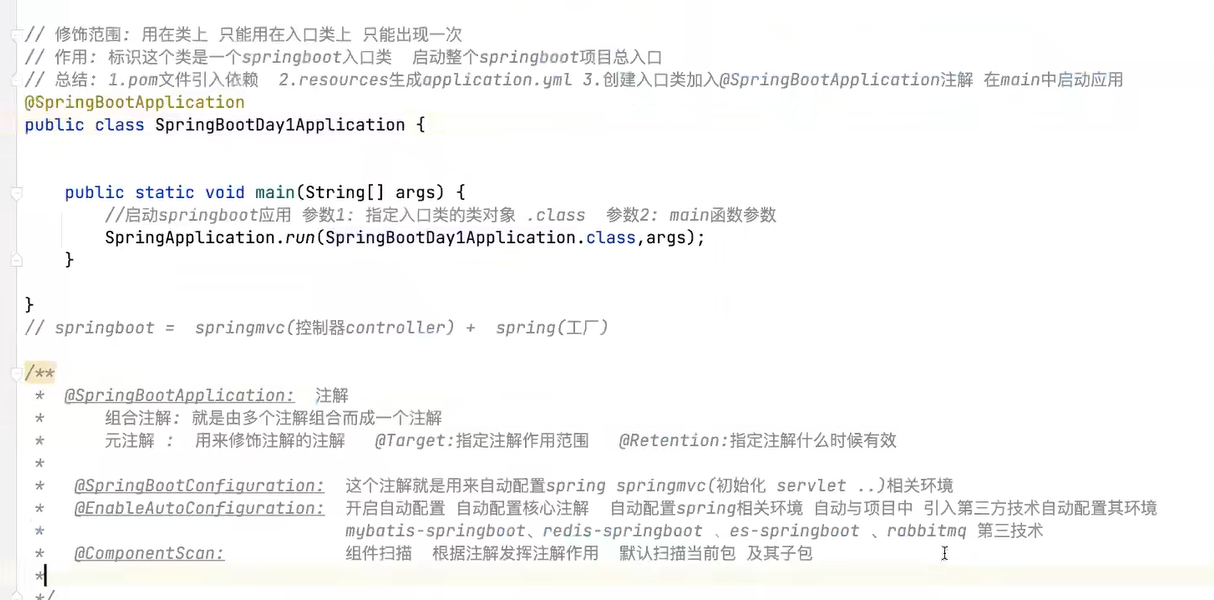 // 修饰范围: 用在类上 只能用在入口类上 只能出现一次
// 作用: 标识这个类是一个springboot入口类 启动整个springboot项目总入口
// 总结: 1.pom文件引入依赖 2.resources生成application.yml 3.创建入口类加入@SpringBootApplication注解 在main中启动应用
@SpringBootApplication
public class SpringBootDay1Application {
public static void main(String[] args) {
//启动springboot应用 参数1: 指定入口类的类对象 .class 参数2: main函数参数
SpringApplication.run(SpringBootDay1Application.class,args);
}
}
// springboot = springmvc(控制器controller) + spring(工厂)
/**
* @SpringBootApplication: 注解
* 组合注解: 就是由多个注解组合而成一个注解
* 元注解 : 用来修饰注解的注解 @Target:指定注解作用范围 @Retention:指定注解什么时候有效
*
* @SpringBootConfiguration: 这个注解就是用来自动配置spring springmvc(初始化 servlet ..)相关环境
* @EnableAutoConfiguration: 开启自动配置 自动配置核心注解 自动配置spring相关环境 自动与项目中 引入第三方技术自动配置其环境
* mybatis-springboot、redis-springboot 、es-springboot 、rabbitmq 第三技术
* @ComponentScan: 组件扫描 根据注解发挥注解作用 默认扫描当前包 及其子包
*
*/